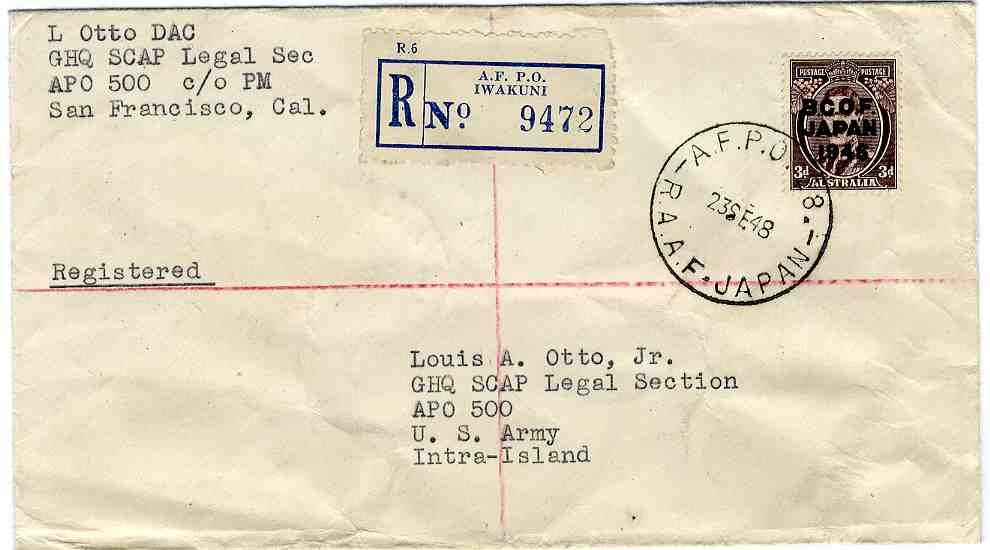 L Otto DAC
GHQ SCAP Legal Sec
APO 500 c/o PM
San Francisco, Cal.
R.6
A.F. P.O.
IWAKUNI
R No. 9472
POSTAGE POSTAGE
B.C.O.F.
JAPAN
1946
3d 3d
AUSTRALIA
-A.F.P.O. 8.-
23SE48
R.A.A.F. JAPAN
Registered
Louis A. Otto, Jr.
GHQ SCAP Legal Section
APO 500
U. S. Army
Intra-Island